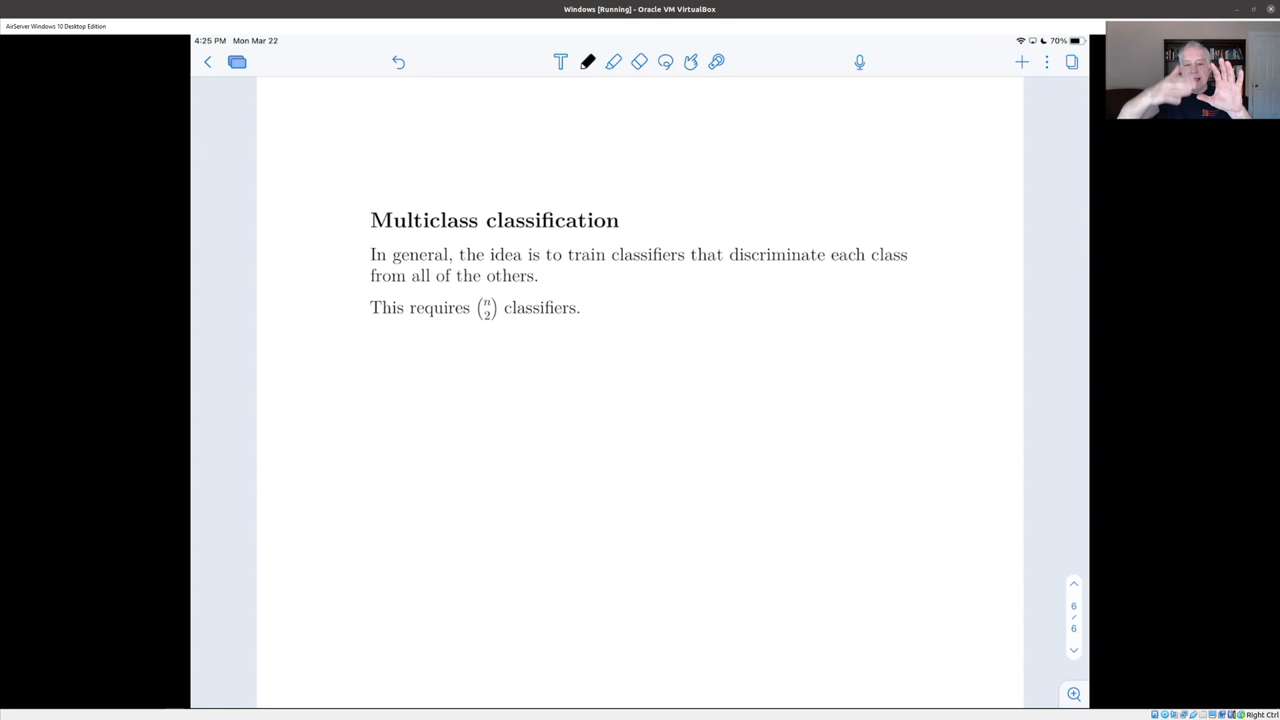 Windows [Running] - Oracle VM VirtualBox
AirServer Windows 10 Desktop Edition
4:25 PM Mon Mar 22
70%
Multiclass classification
In general, the idea is to train classifiers that discriminate each class
from all of the others.
This requires (n 2) classifiers.
6
/
6
Right Ctrl